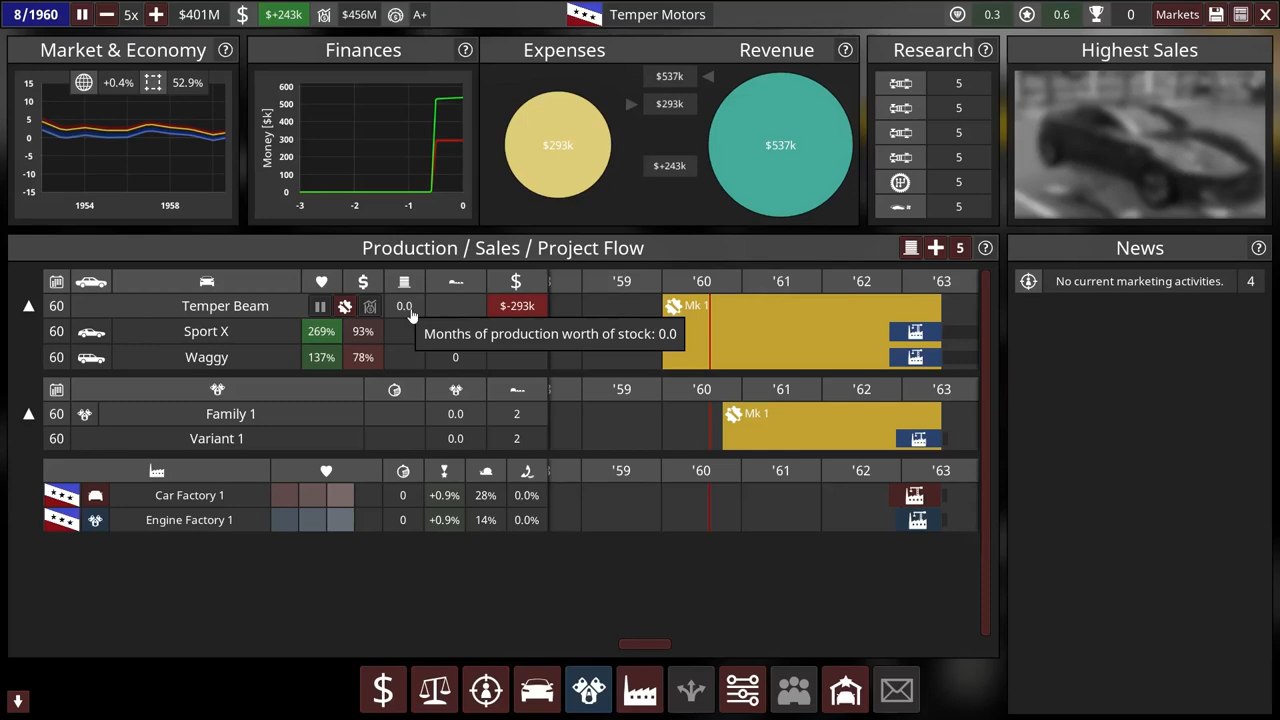 8/1960 5x $401M $ $+243k $456M A+ Temper Motors 0.3 0.6 0 Markets
Market & Economy ?
+0.4% 52.9%
15
10
5
0
-5
-10
-15
1954 1958
Finances ?
Money [$k]
600
500
400
300
200
100
0
-3 -2 -1 0
Expenses Revenue ?
$537k
$293k
$+243k
$293k
$537k
Research ?
5
5
5
5
5
5
Highest Sales
Production / Sales / Project Flow 5 ?
$ $ '59 '60 '61 '62 '63
60 Temper Beam 0.0 $-293k Mk 1
60 Sport X 269% 93%
Months of production worth of stock: 0.0
60 Waggy 137% 78% 0
'59 '60 '61 '62 '63
60 Family 1 0.0 2 Mk 1
60 Variant 1 0.0 2
'59 '60 '61 '62 '63
Car Factory 1 0 +0.9% 28% 0.0%
Engine Factory 1 0 +0.9% 14% 0.0%
News ?
No current marketing activities. 4
$